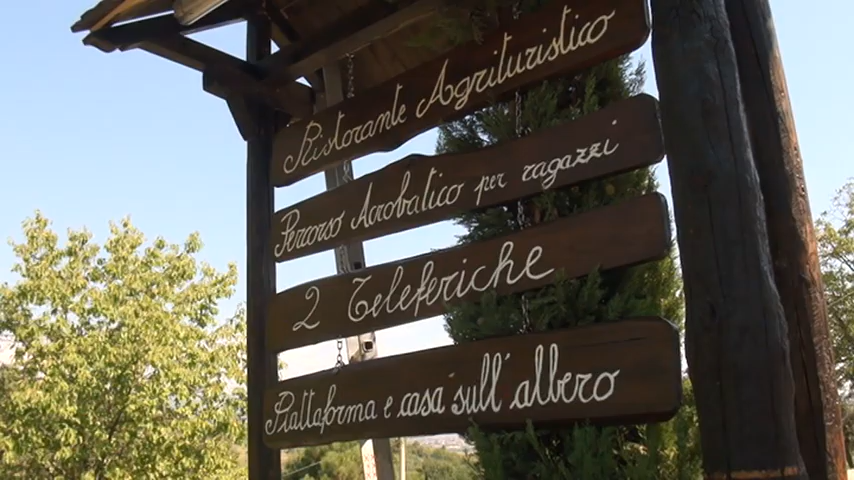 Ristorante Agrituristico
Percorso Acrobatico per ragazzi
2 Teleferiche
Piattaforma e casa sull'albero